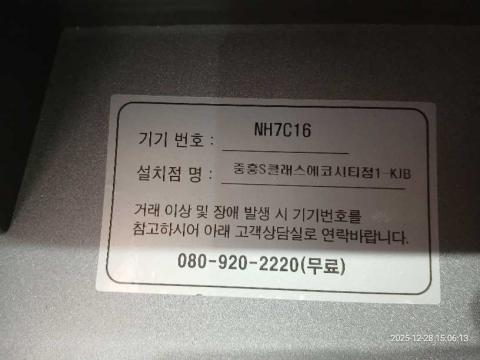 기기 번호 : NH7C16
설치점 명 : 중흥S클래스에코시티점1-KJB
거래 이상 및 장애 발생 시 기기번호를
참고하시어 아래 고객상담실로 연락바랍니다.
080-920-2220(무료)
2025-12-28 15:06:13